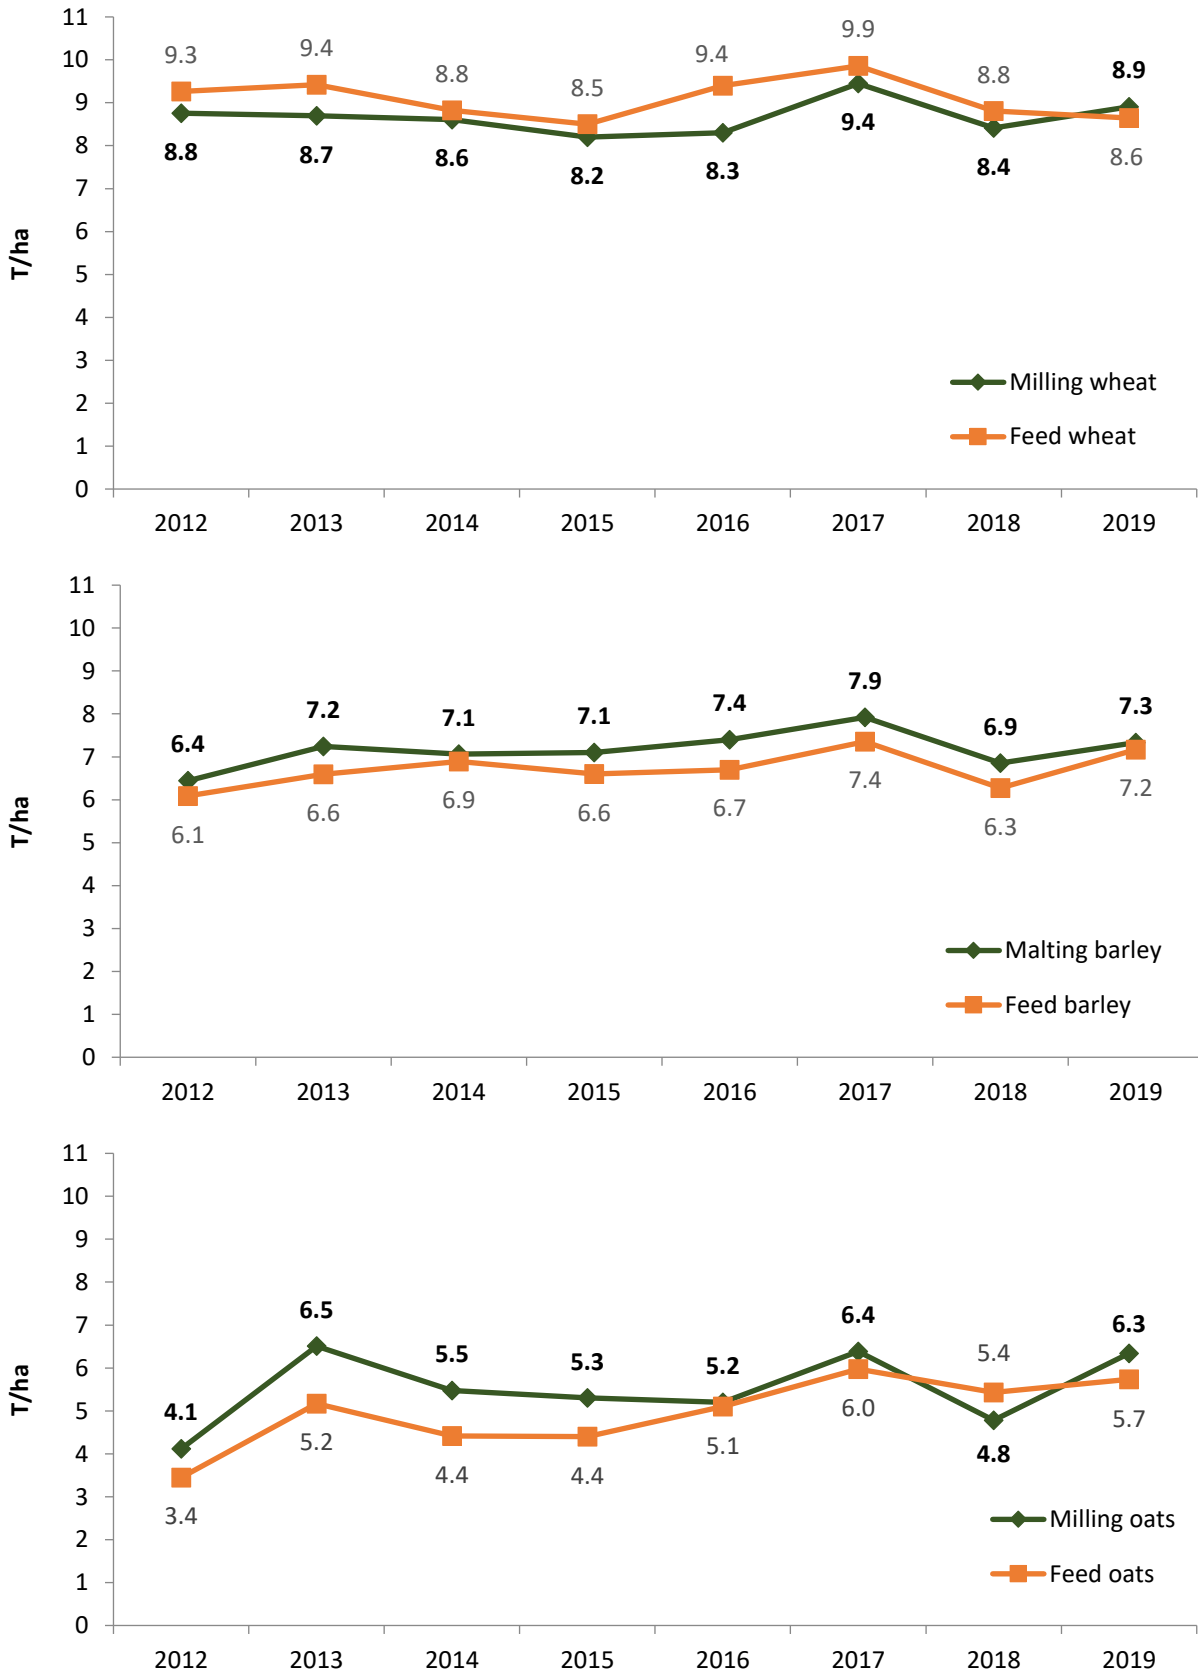 11
10
9
8
7
6
5
4
3
2
1
0
T/ha
9.3 9.4 8.8 8.5 9.4 9.9 8.8 8.9
8.8 8.7 8.6 8.2 8.3 9.4 8.4 8.6
Milling wheat
Feed wheat
2012 2013 2014 2015 2016 2017 2018 2019
11
10
9
8
7
6
5
4
3
2
1
0
T/ha
6.4 7.2 7.1 7.1 7.4 7.9 6.9 7.3
6.1 6.6 6.9 6.6 6.7 7.4 6.3 7.2
Malting barley
Feed barley
2012 2013 2014 2015 2016 2017 2018 2019
11
10
9
8
7
6
5
4
3
2
1
0
T/ha
4.1 6.5 5.5 5.3 5.2 6.4 5.4 6.3
3.4 5.2 4.4 4.4 5.1 6.0 4.8 5.7
Milling oats
Feed oats
2012 2013 2014 2015 2016 2017 2018 2019